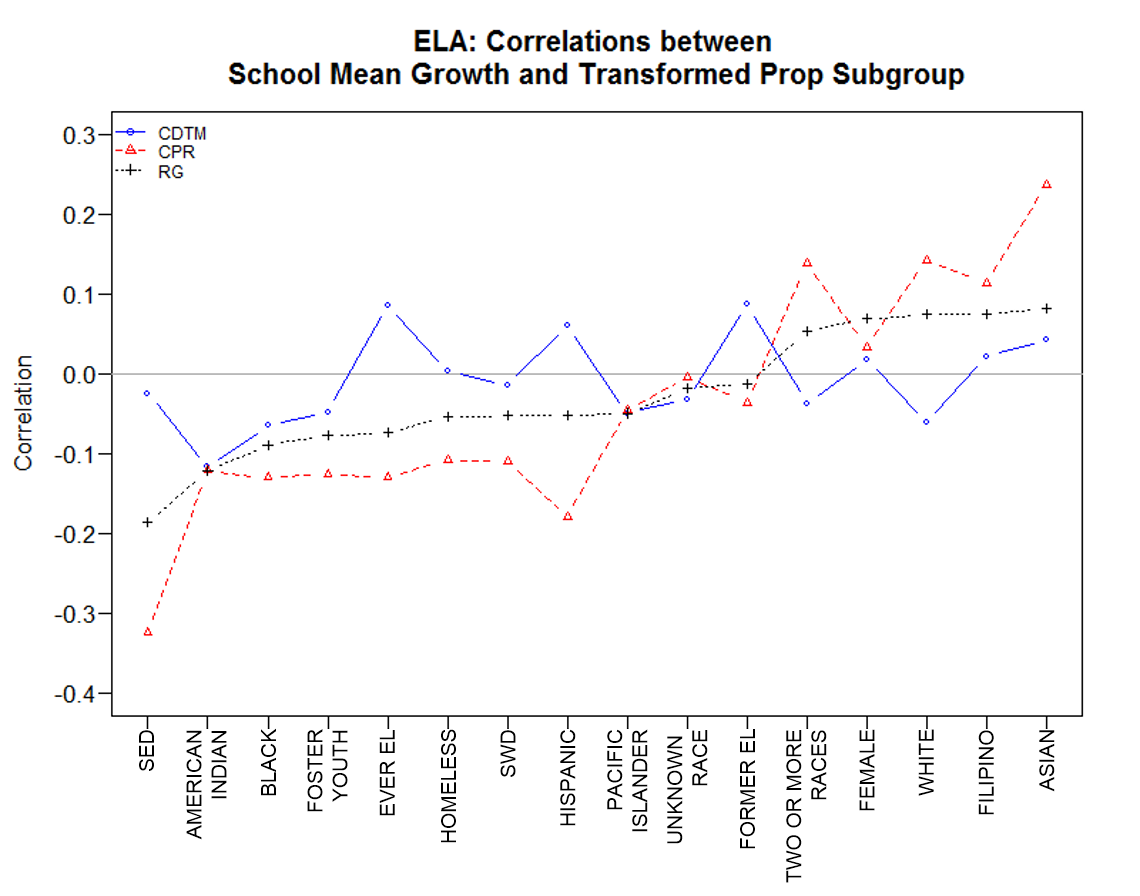 ELA: Correlations between
School Mean Growth and Transformed Prop Subgroup
CDTM
CPR
RG
Correlation
0.3
0.2
0.1
0.0
-0.1
-0.2
-0.3
-0.4
SED
AMERICAN
INDIAN
BLACK
FOSTER
YOUTH
EVER EL
HOMELESS
SWD
HISPANIC
PACIFIC
ISLANDER
UNKNOWN
RACE
FORMER EL
TWO OR MORE
RACES
FEMALE
WHITE
FILIPINO
ASIAN